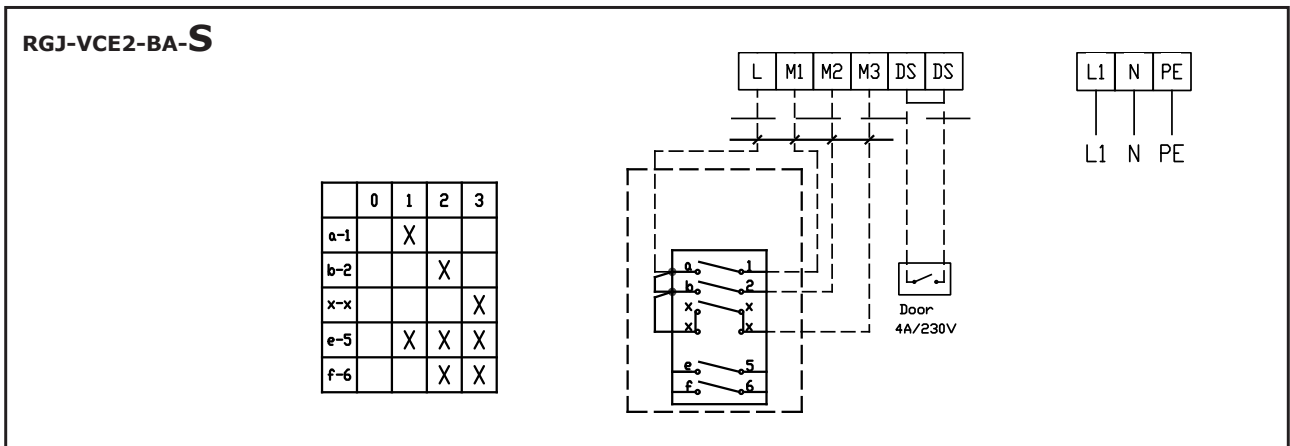 RGJ-VCE2-BA-S
L M1 M2 M3 DS DS
L1 N PE
L1 N PE
0 1 2 3
a-1 X
b-2 X
x-x X
e-5 X X X
f-6 X X
a 1
b 2
x x
x x
e 5
f 6
Door
4A/230V